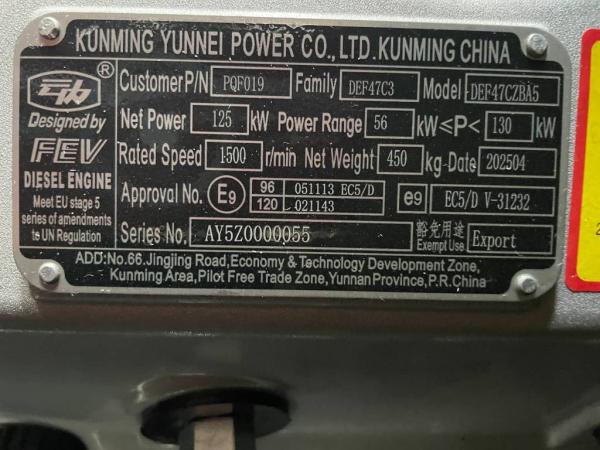 KUNMING YUNNEI POWER CO., LTD. KUNMING CHINA
®
Customer P/N PQF019 Family DEF47C3 Model DEF47CZBA5
Designed by
FEV
DIESEL ENGINE
Meet EU stage 5
series of amendments
to UN Regulation
Net Power 125 kW Power Range 56 kW≤P< 130 kW
Rated Speed 1500 r/min Net Weight 450 kg-Date 202504
Approval No. E9 96 051113 EC5/D e9 EC5/D V-31232
120 021143
Series No. AY5Z0000055 豁免用途 Export
Exempt Use
ADD:No.66.Jingjing Road,Economy & Technology Development Zone,
Kunming Area,Pilot Free Trade Zone,Yunnan Province,P.R.China